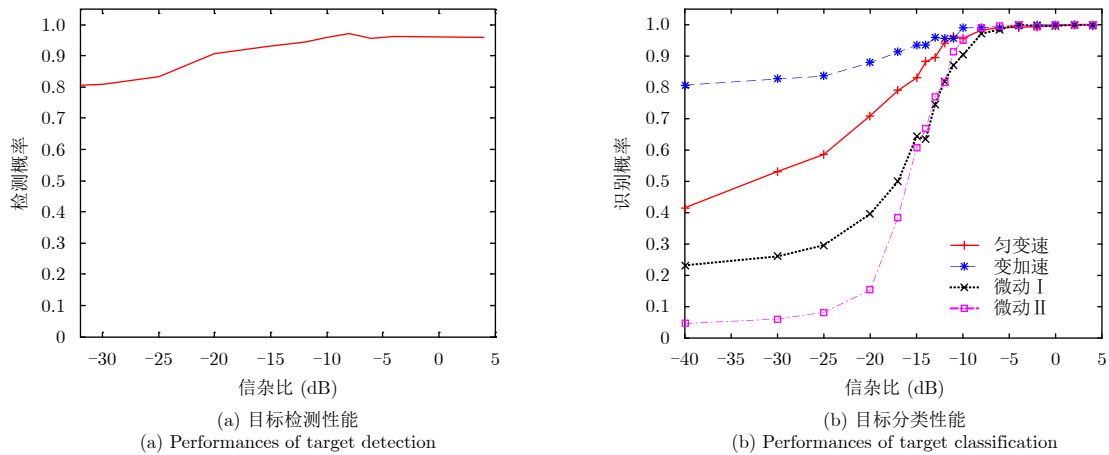 1.0
0.9
0.8
0.7
0.6
0.5
0.4
0.3
0.2
0.1
0
检测概率
−30 −25 −20 −15 −10 −5 0 5
信杂比 (dB)
(a) 目标检测性能
(a) Performances of target detection
1.0
0.9
0.8
0.7
0.6
0.5
0.4
0.3
0.2
0.1
0
识别概率
匀变速
变加速
微动 I
微动 II
−40 −35 −30 −25 −20 −15 −10 −5 0 5
信杂比 (dB)
(b) 目标分类性能
(b) Performances of target classification